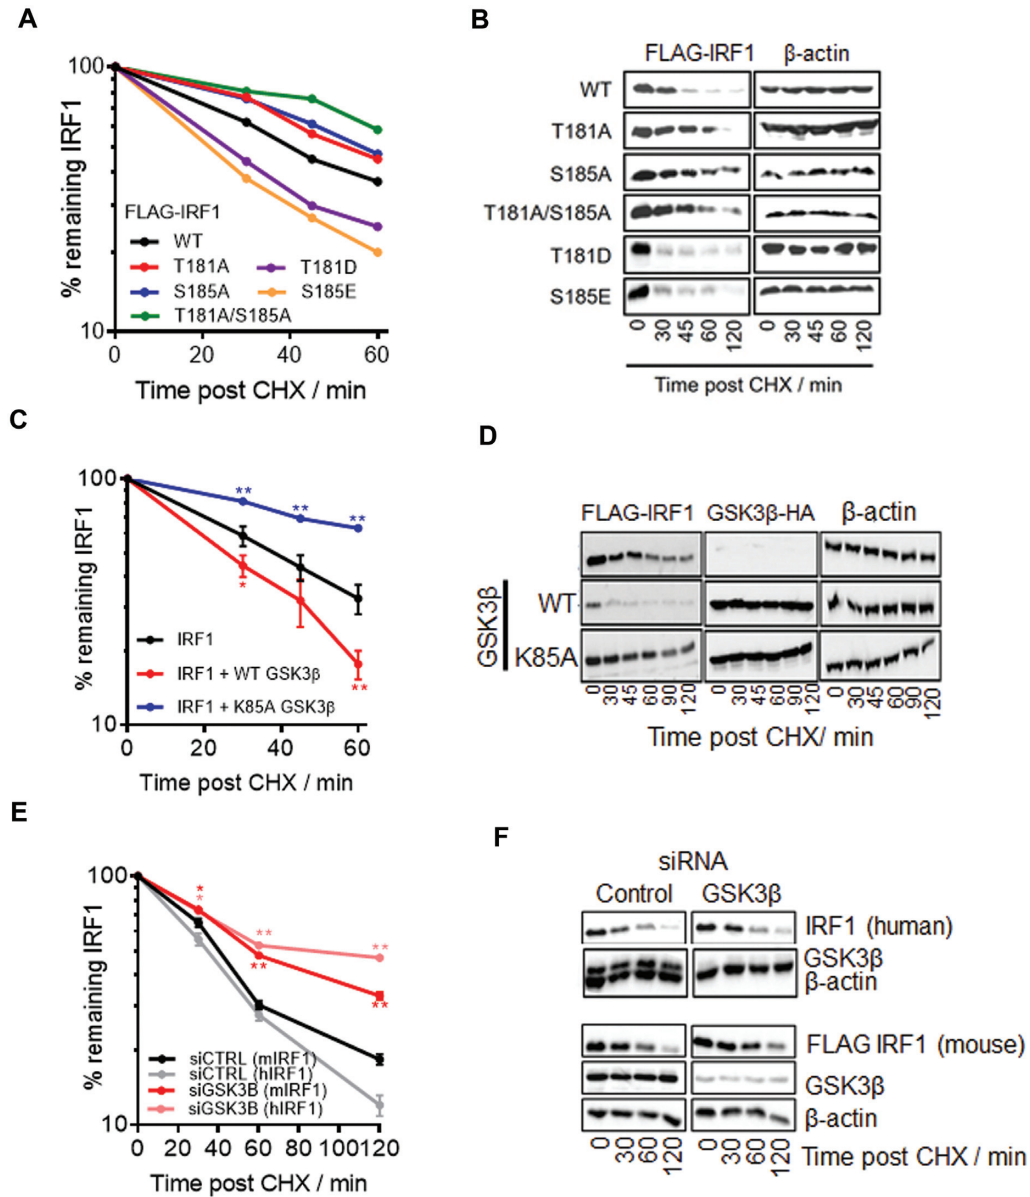 A
100
10
% remaining IRF1
FLAG-IRF1
WT
T181A
T181D
S185A
S185E
T181A/S185A
0 20 40 60
Time post CHX / min
B
FLAG-IRF1 β-actin
WT
T181A
S185A
T181A/S185A
T181D
S185E
0 30 45 60 120 0 30 45 60 120
Time post CHX / min
C
100
10
% remaining IRF1
IRF1
IRF1 + WT GSK3β
IRF1 + K85A GSK3β
** ** **
* **
0 20 40 60
Time post CHX / min
D
FLAG-IRF1 GSK3β-HA β-actin
GSK3β
WT
K85A
0 30 45 60 90 120 0 30 45 60 90 120 0 30 45 60 90 120
Time post CHX/ min
E
100
10
% remaining IRF1
*
*
** **
** **
siCTRL (mIRF1)
siCTRL (hIRF1)
siGSK3B (mIRF1)
siGSK3B (hIRF1)
0 20 40 60 80 100 120
Time post CHX / min
F
siRNA
Control GSK3β
IRF1 (human)
GSK3β
β-actin
FLAG IRF1 (mouse)
GSK3β
β-actin
0 30 60 120 0 30 60 120 Time post CHX / min